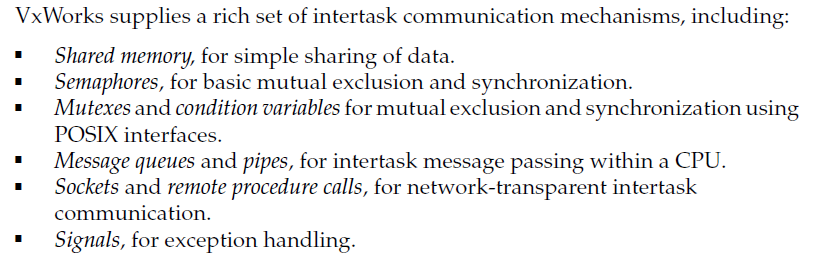 VxWorks supplies a rich set of intertask communication mechanisms, including:
▪ Shared memory, for simple sharing of data.
▪ Semaphores, for basic mutual exclusion and synchronization.
▪ Mutexes and condition variables for mutual exclusion and synchronization using
POSIX interfaces.
▪ Message queues and pipes, for intertask message passing within a CPU.
▪ Sockets and remote procedure calls, for network-transparent intertask
communication.
▪ Signals, for exception handling.